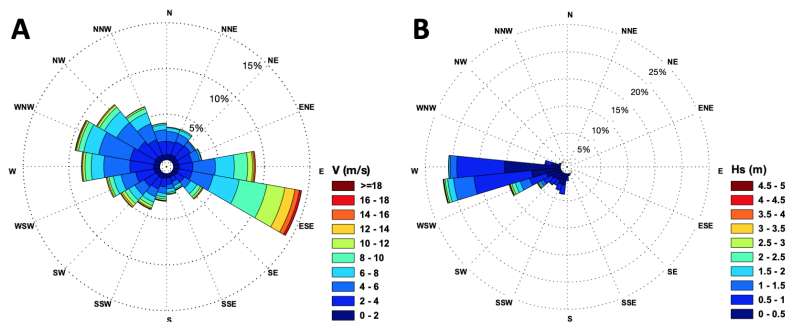 A
N
NNW
NNE
NW
NE
WNW
ENE
W
E
WSW
ESE
SW
SE
SSW
SSE
S
5%
10%
15%
V (m/s)
>=18
16 - 18
14 - 16
12 - 14
10 - 12
8 - 10
6 - 8
4 - 6
2 - 4
0 - 2
B
N
NNW
NNE
NW
NE
WNW
ENE
W
E
WSW
ESE
SW
SE
SSW
SSE
S
5%
10%
15%
20%
25%
Hs (m)
4.5 - 5
4 - 4.5
3.5 - 4
3 - 3.5
2.5 - 3
2 - 2.5
1.5 - 2
1 - 1.5
0.5 - 1
0 - 0.5